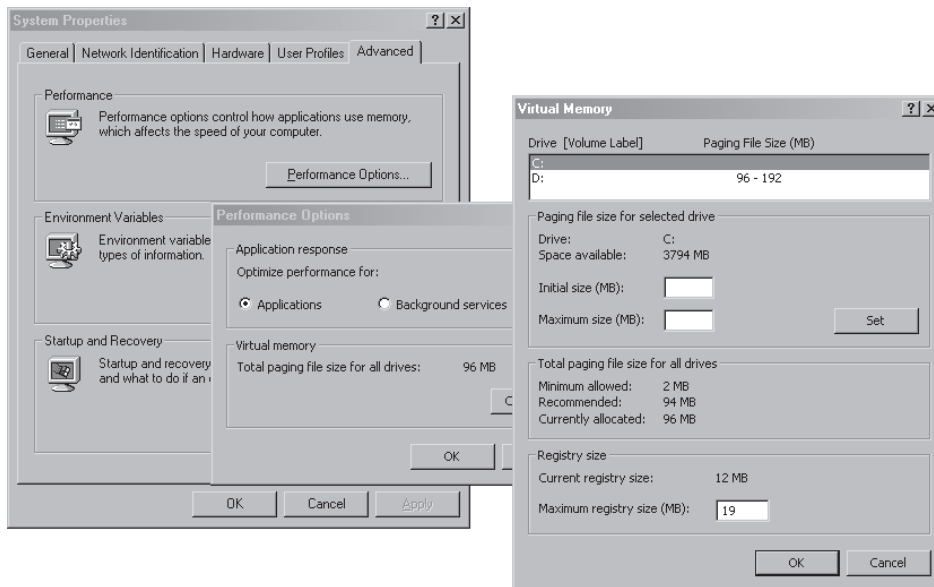 System Properties
General
Network Identification
Hardware
User Profiles
Advanced
Performance
Performance options control how applications use memory,
which affects the speed of your computer.
Performance Options...
Environment Variables
Environment variable
types of information.
Startup and Recovery
Startup and recovery
and what to do if an
OK
Cancel
Apply
Performance Options
Application response
Optimize performance for:
Applications
Background services
Virtual memory
Total paging file size for all drives: 96 MB
C
OK
Virtual Memory
Drive [Volume Label] Paging File Size (MB)
C:
D: 96 - 192
Paging file size for selected drive
Drive: C:
Space available: 3794 MB
Initial size (MB):
Maximum size (MB):
Set
Total paging file size for all drives
Minimum allowed: 2 MB
Recommended: 94 MB
Currently allocated: 96 MB
Registry size
Current registry size: 12 MB
Maximum registry size (MB): 19
OK
Cancel